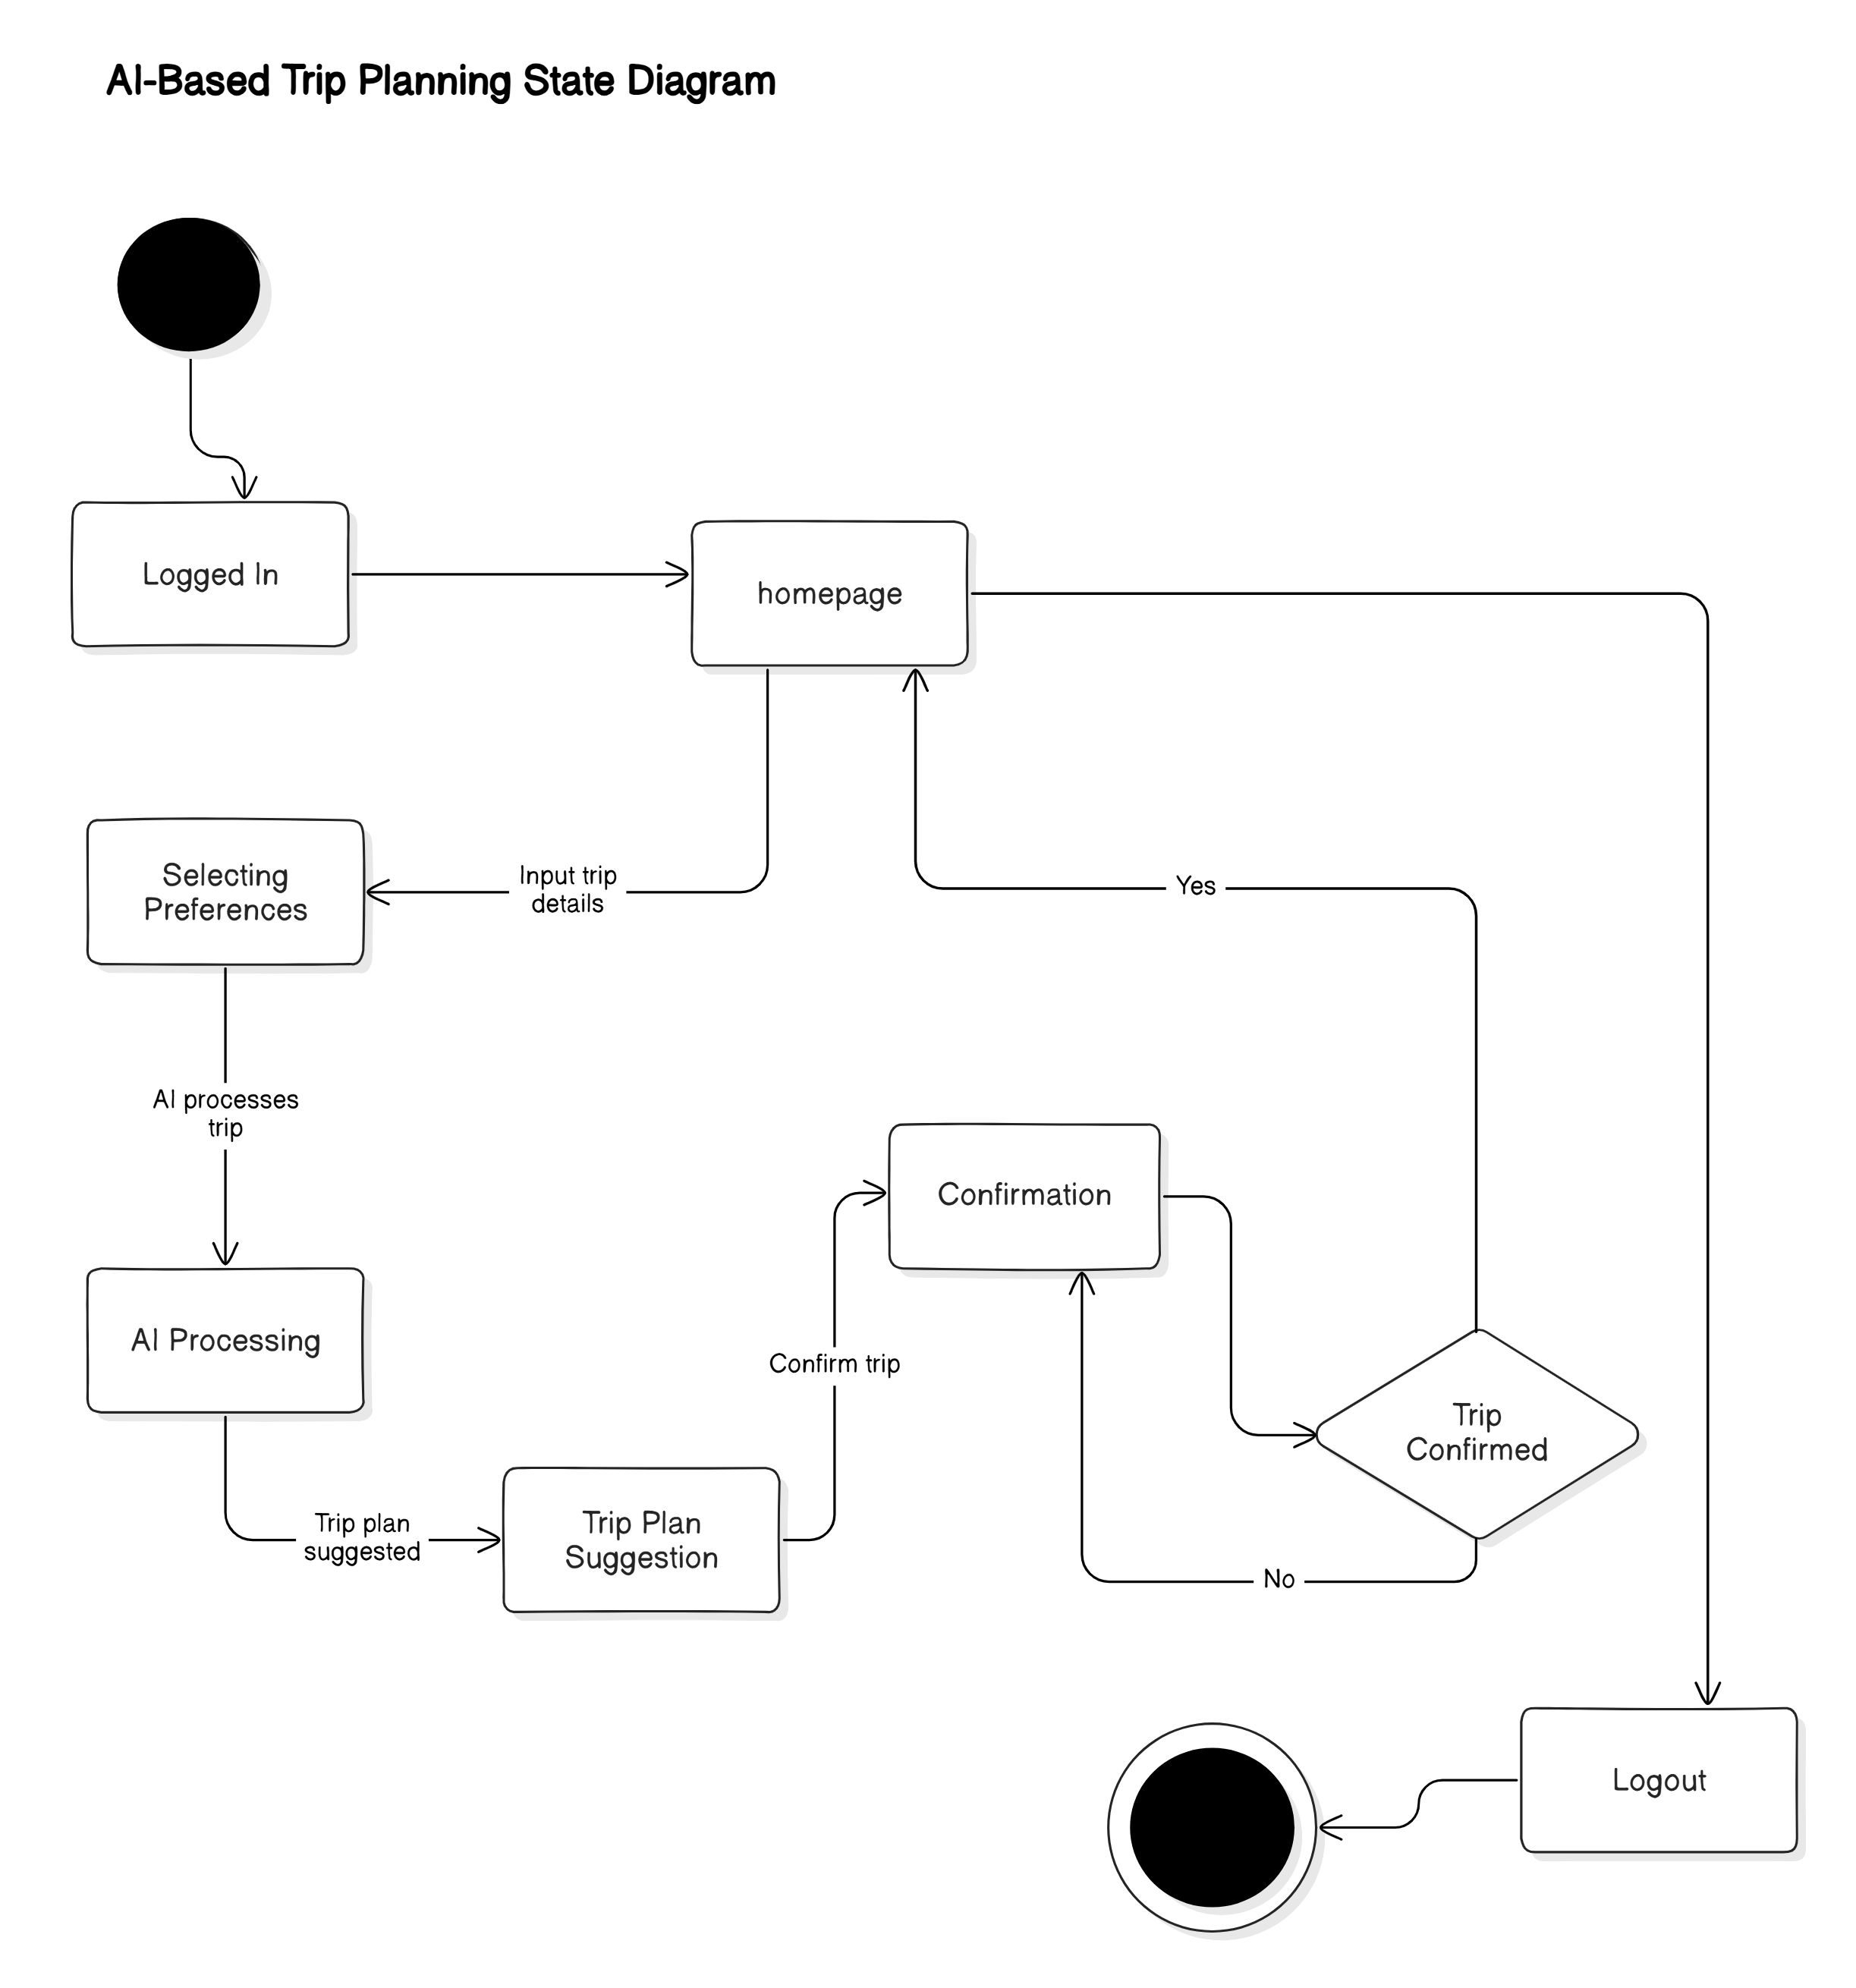 AI-Based Trip Planning State Diagram
Logged In
homepage
Selecting
Preferences
Input trip
details
Yes
AI processes
trip
Confirmation
AI Processing
Confirm trip
Trip
Confirmed
Trip plan
suggested
Trip Plan
Suggestion
No
Logout